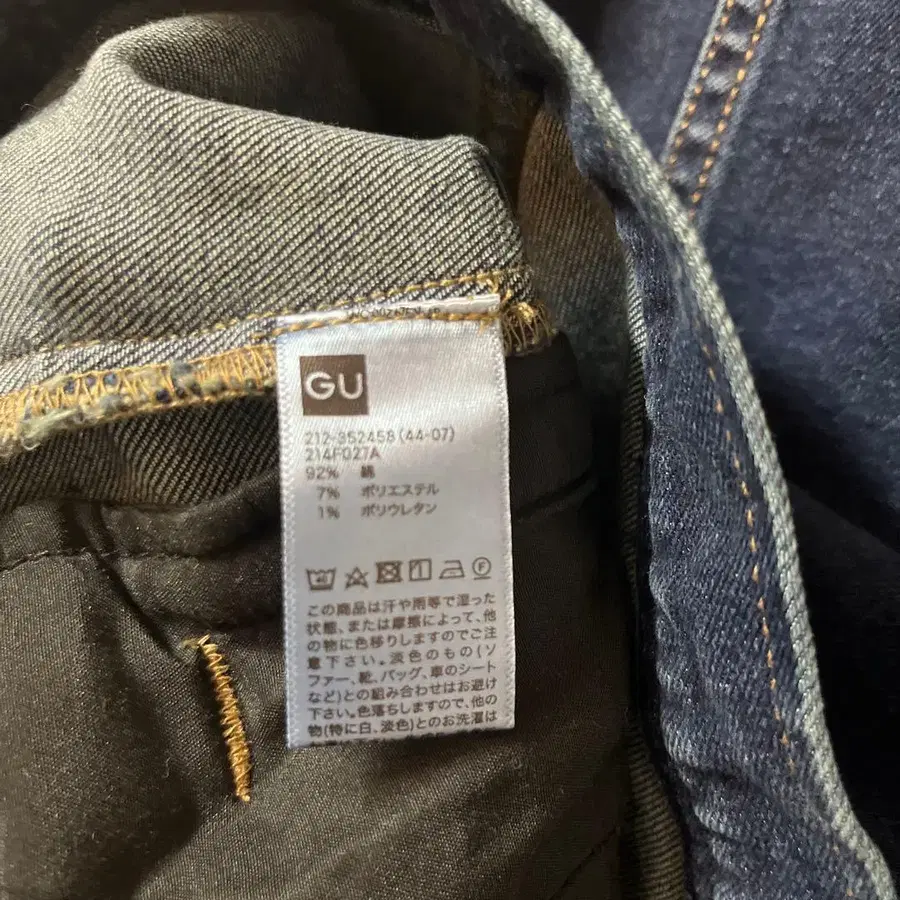 GU
212-352458 (44-07)
214F027A
92% 綿
7% ポリエステル
1% ポリウレタン
F
この商品は汗や雨等で湿った
状態、または摩擦によって、他
の物に色移りしますのでご注
意下さい。淡色のもの(ソ
ファー、靴、バッグ、車のシート
など)との組み合わせはお避け
下さい。色落ちしますので、他の
物(特に白、淡色)とのお洗濯は